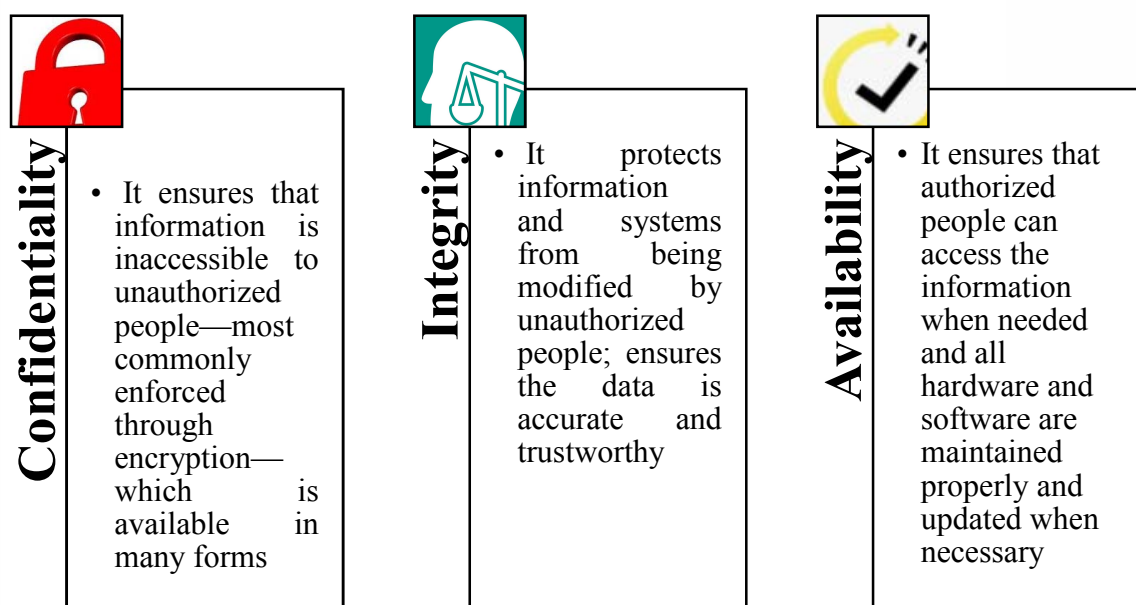 Confidentiality
• It ensures that
information is
inaccessible to
unauthorized
people—most
commonly
enforced
through
encryption—
which is
available in
many forms
Integrity
• It protects
information
and systems
from being
modified by
unauthorized
people; ensures
the data is
accurate and
trustworthy
Availability
• It ensures that
authorized
people can
access the
information
when needed
and all
hardware and
software are
maintained
properly and
updated when
necessary